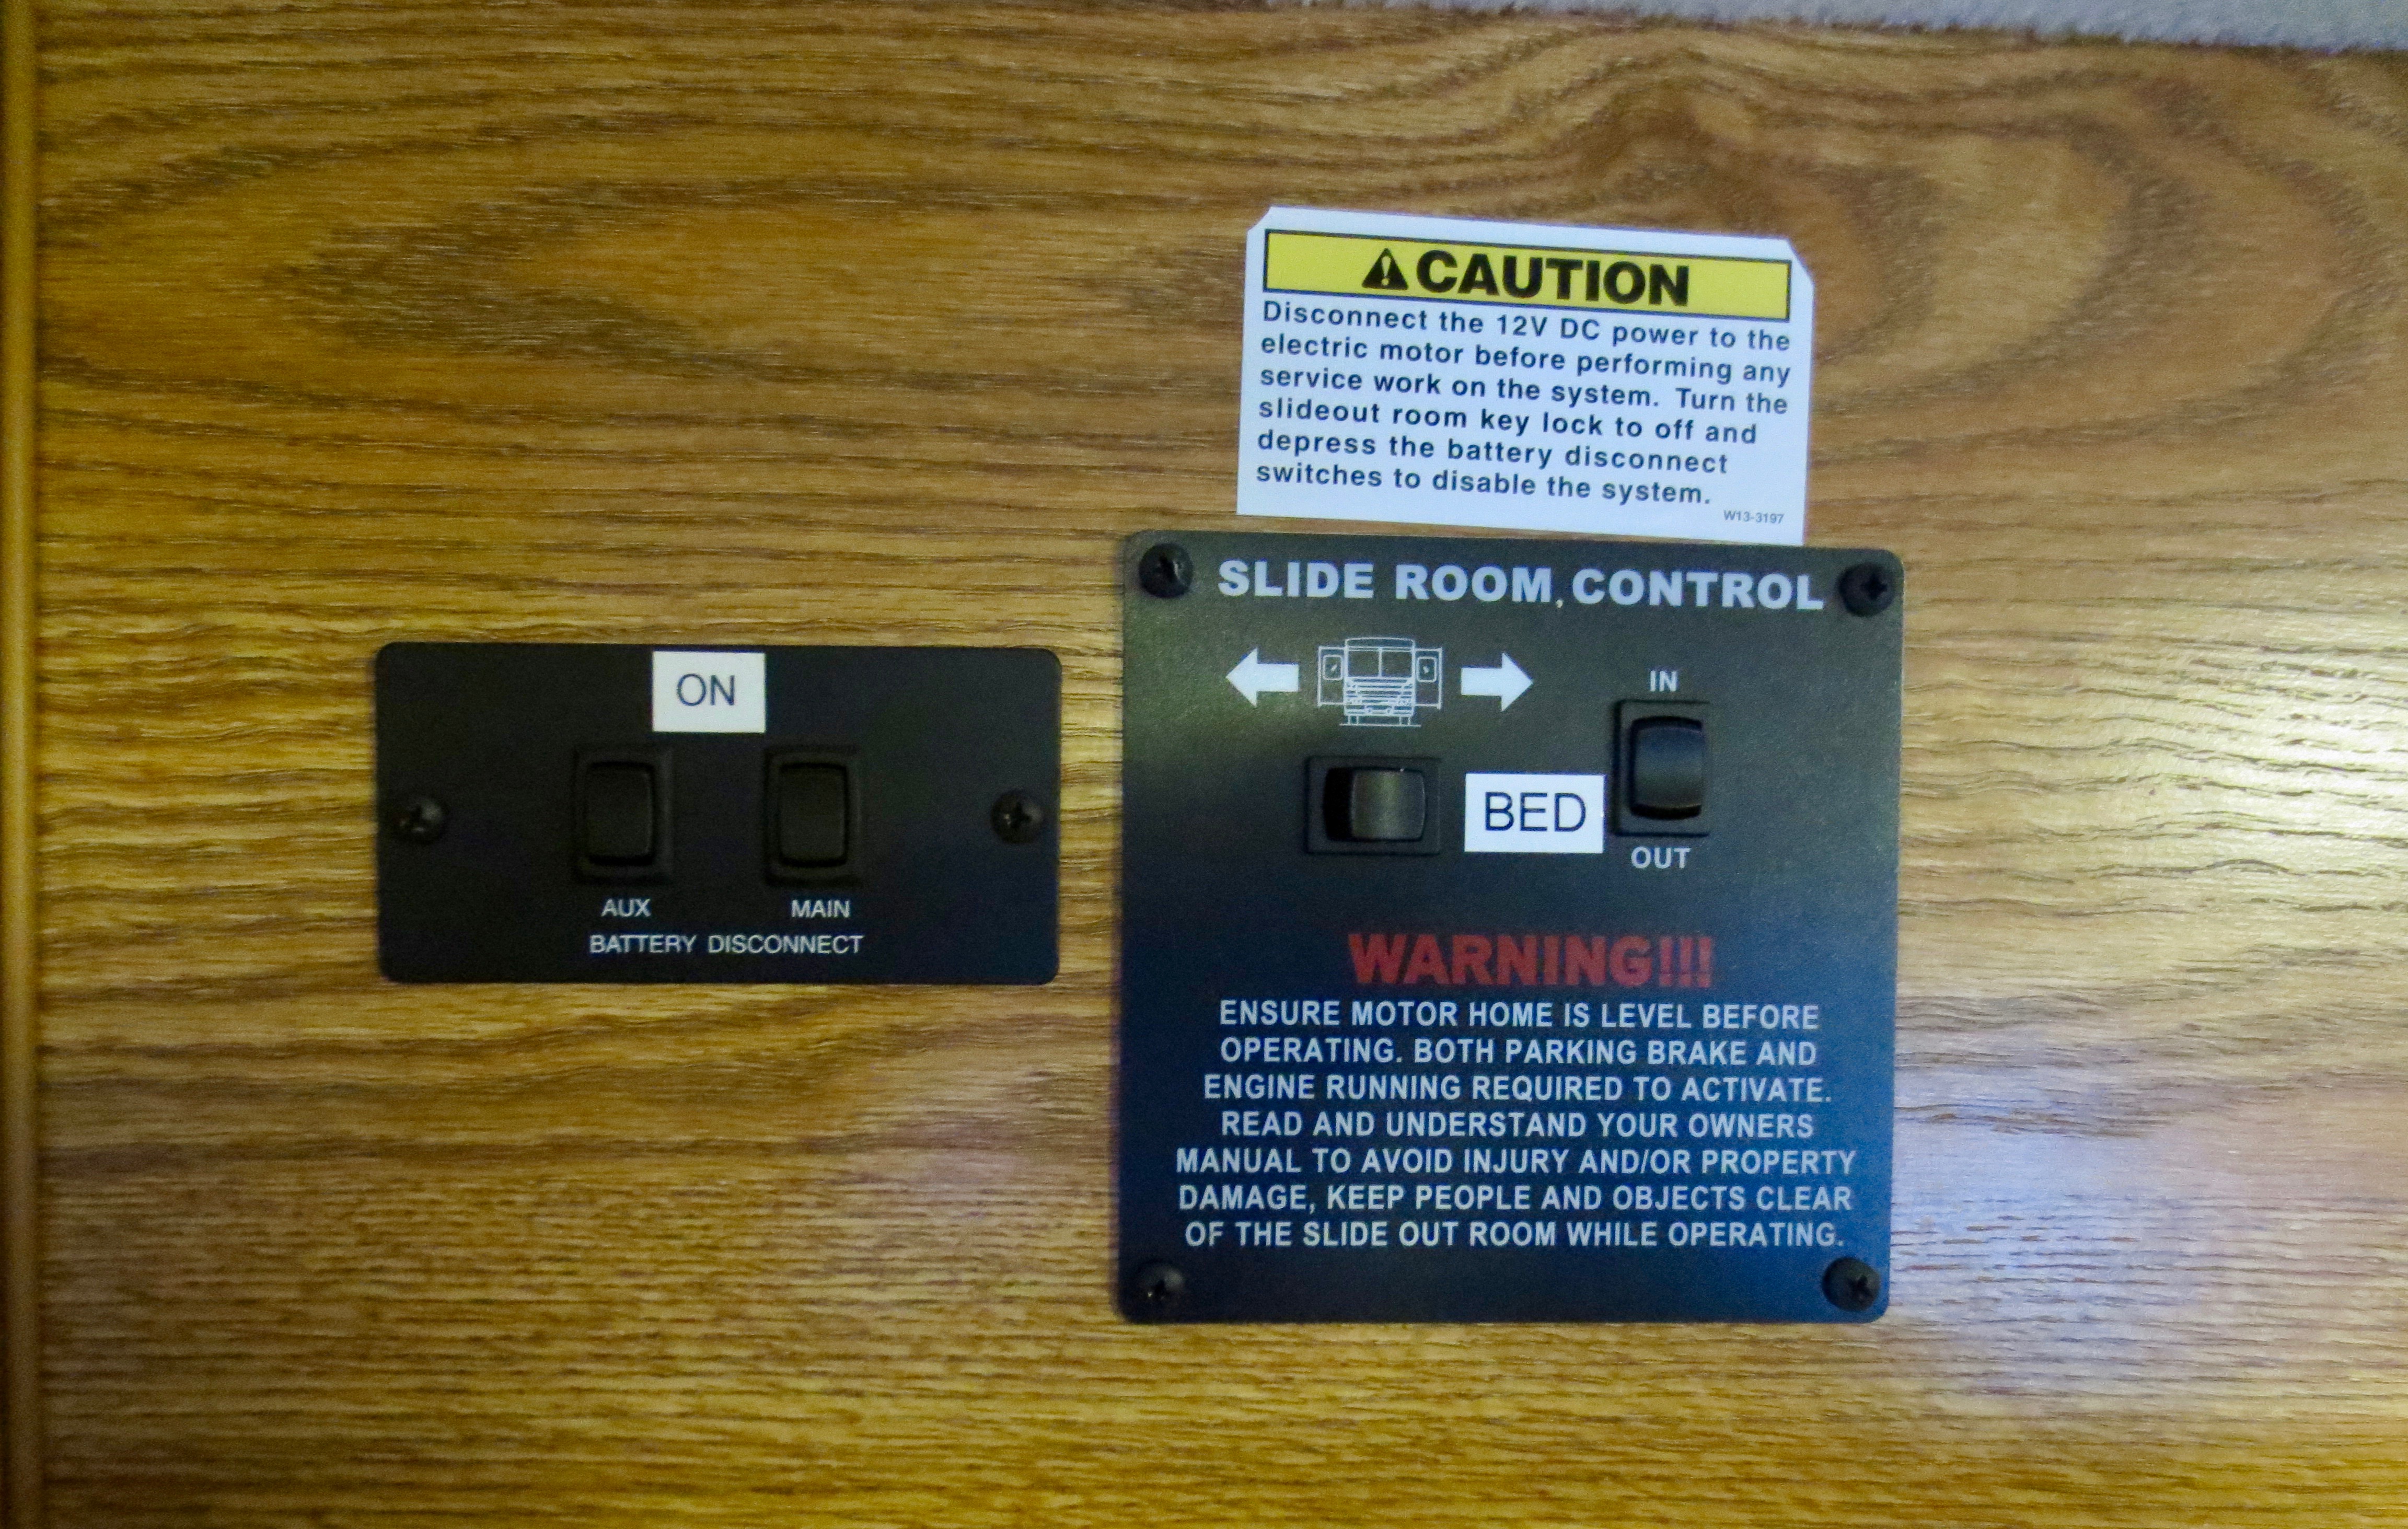 CAUTION
Disconnect the 12V DC power to the
electric motor before performing any
service work on the system. Turn the
slideout room key lock to off and
depress the battery disconnect
switches to disable the system.
W13-3197
ON
AUX MAIN
BATTERY DISCONNECT
SLIDE ROOM CONTROL
IN
BED
OUT
WARNING!!!
ENSURE MOTOR HOME IS LEVEL BEFORE
OPERATING. BOTH PARKING BRAKE AND
ENGINE RUNNING REQUIRED TO ACTIVATE.
READ AND UNDERSTAND YOUR OWNERS
MANUAL TO AVOID INJURY AND/OR PROPERTY
DAMAGE, KEEP PEOPLE AND OBJECTS CLEAR
OF THE SLIDE OUT ROOM WHILE OPERATING.